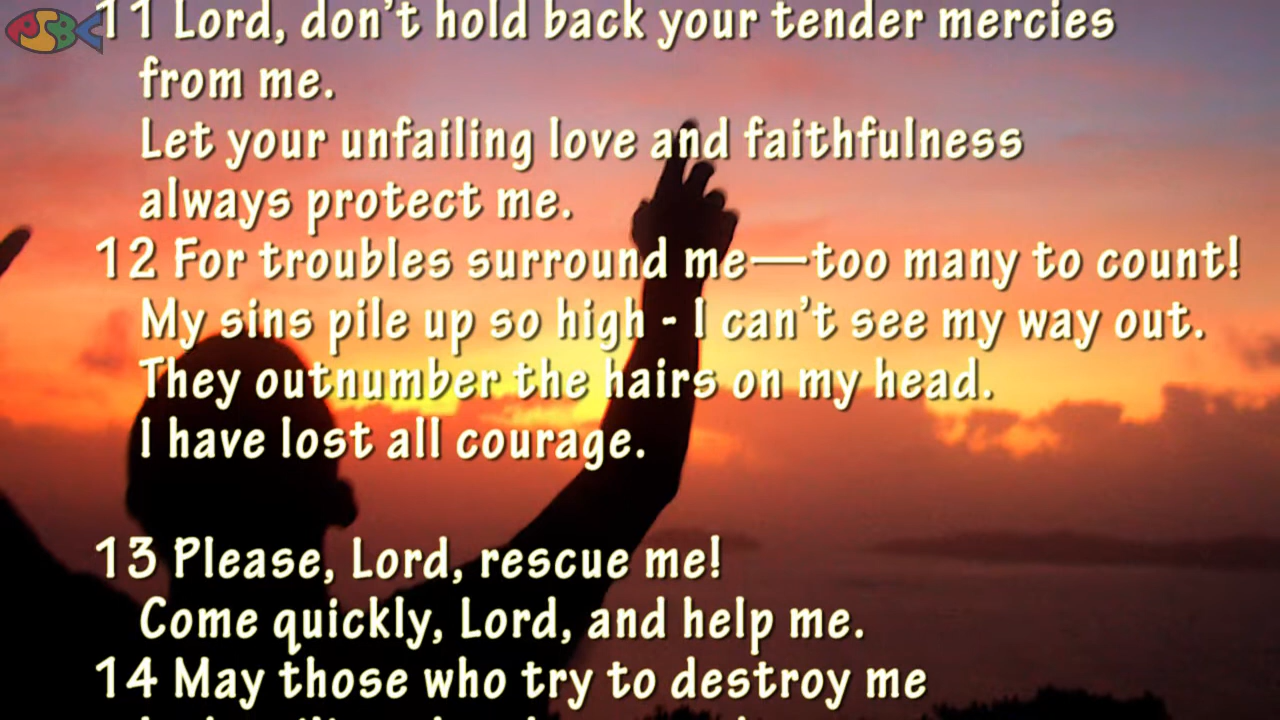 PSBC
11 Lord, don't hold back your tender mercies
from me.
Let your unfailing love and faithfulness
always protect me.
12 For troubles surround me—too many to count!
My sins pile up so high - I can't see my way out.
They outnumber the hairs on my head.
I have lost all courage.
13 Please, Lord, rescue me!
Come quickly, Lord, and help me.
14 May those who try to destroy me